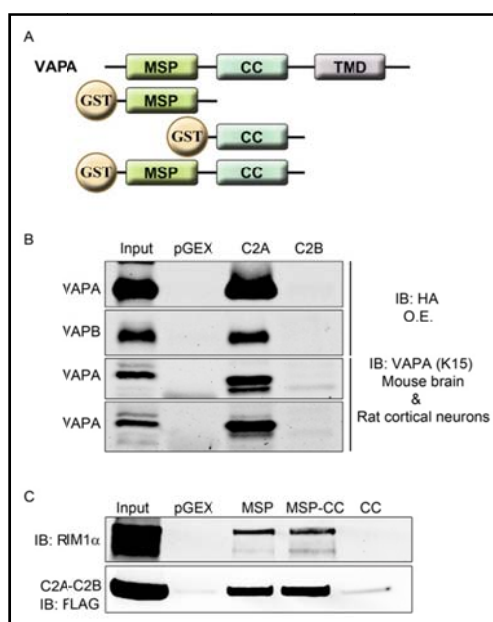 A
VAPA MSP CC TMD
GST MSP
GST CC
GST MSP CC
B
Input pGEX C2A C2B
VAPA
VAPB
IB: HA
O.E.
VAPA
VAPA
IB: VAPA (K15)
Mouse brain
&
Rat cortical neurons
C
Input pGEX MSP MSP-CC CC
IB: RIM1α
C2A-C2B
IB: FLAG